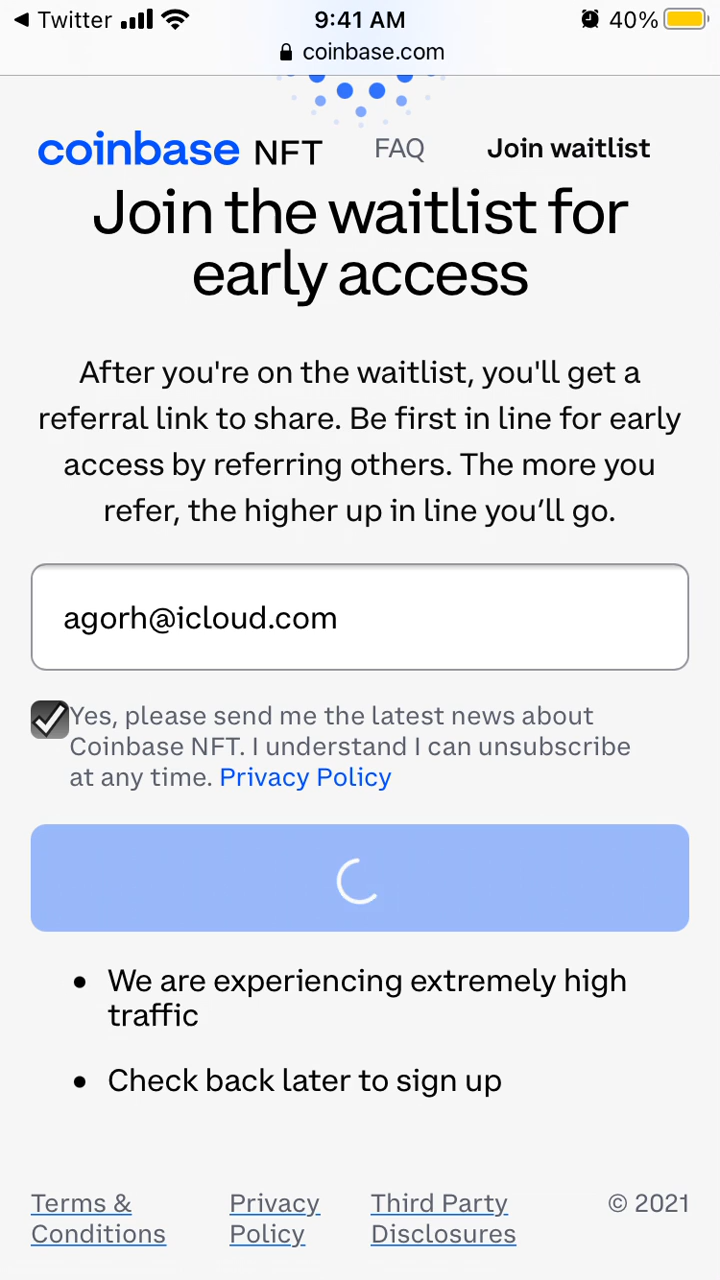 Twitter 9:41 AM 40%
coinbase.com
coinbase NFT FAQ Join waitlist
Join the waitlist for
early access
After you're on the waitlist, you'll get a
referral link to share. Be first in line for early
access by referring others. The more you
refer, the higher up in line you’ll go.
agorh@icloud.com
Yes, please send me the latest news about
Coinbase NFT. I understand I can unsubscribe
at any time. Privacy Policy
• We are experiencing extremely high
traffic
• Check back later to sign up
Terms & Privacy Third Party © 2021
Conditions Policy Disclosures